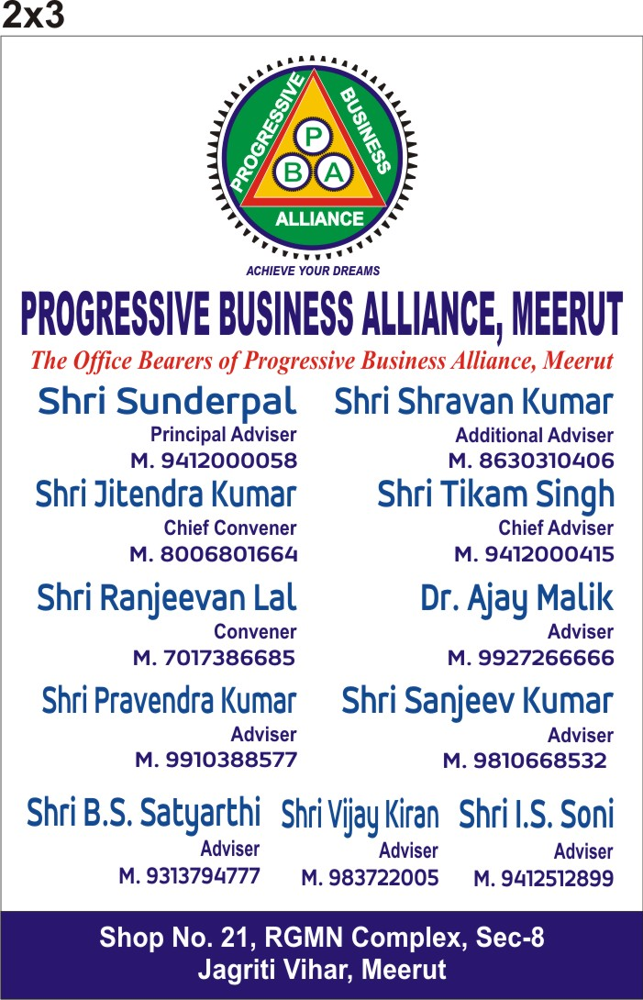 2x3
PROGRESSIVE
BUSINESS
P
B A
ALLIANCE
ACHIEVE YOUR DREAMS
PROGRESSIVE BUSINESS ALLIANCE, MEERUT
The Office Bearers of Progressive Business Alliance, Meerut
Shri Sunderpal
Principal Adviser
M. 9412000058
Shri Shravan Kumar
Additional Adviser
M. 8630310406
Shri Jitendra Kumar
Chief Convener
M. 8006801664
Shri Tikam Singh
Chief Adviser
M. 9412000415
Shri Ranjeevan Lal
Convener
M. 7017386685
Dr. Ajay Malik
Adviser
M. 9927266666
Shri Pravendra Kumar
Adviser
M. 9910388577
Shri Sanjeev Kumar
Adviser
M. 9810668532
Shri B.S. Satyarthi
Adviser
M. 9313794777
Shri Vijay Kiran
Adviser
M. 983722005
Shri I.S. Soni
Adviser
M. 9412512899
Shop No. 21, RGMN Complex, Sec-8
Jagriti Vihar, Meerut